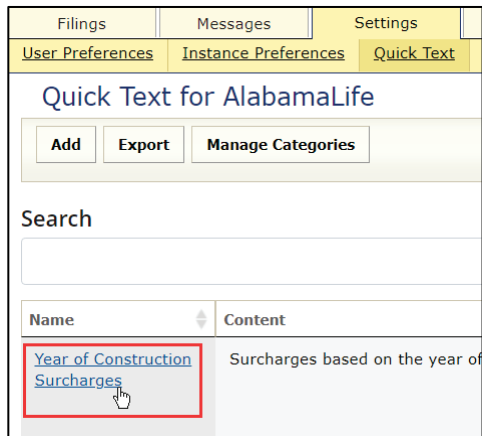 Filings Messages Settings
User Preferences Instance Preferences Quick Text
Quick Text for AlabamaLife
Add Export Manage Categories
Search
Name Content
Year of Construction Surcharges based on the year of
Surcharges